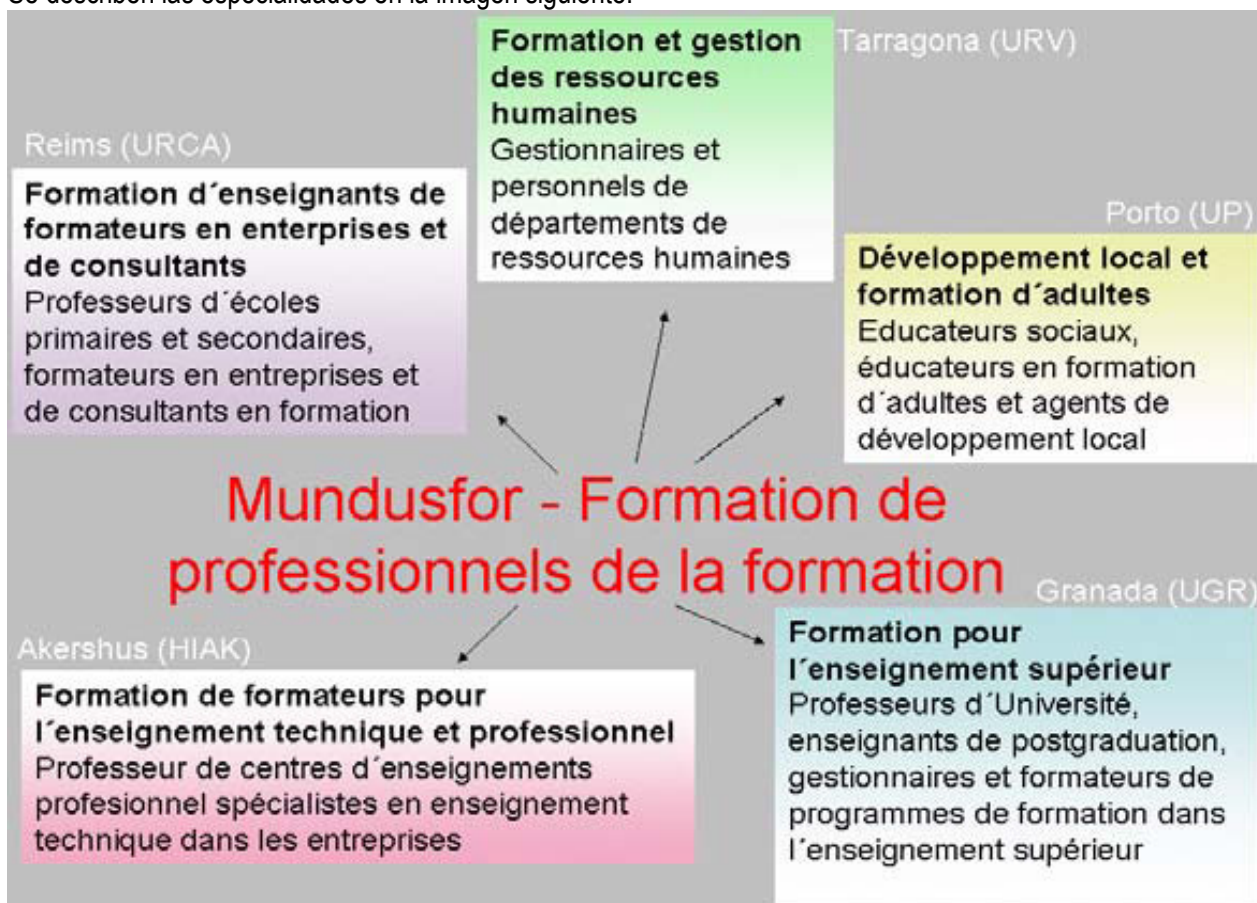 Se describen las especialidades en la imagen siguiente.
Formation et gestion
des ressources
humaines
Gestionnaires et
personnels de
départements de
ressources humaines
Tarragona (URV)
Reims (URCA)
Formation d´enseignants de
formateurs en enterprises et
de consultants
Professeurs d´écoles
primaires et secondaires,
formateurs en entreprises et
de consultants en formation
Porto (UP)
Développement local et
formation d´adultes
Educateurs sociaux,
éducateurs en formation
d´adultes et agents de
développement local
Mundusfor - Formation de
professionnels de la formation
Akershus (HIAK)
Formation de formateurs pour
l´enseignement technique et professionnel
Professeur de centres d´enseignements
profesionnel spécialistes en enseignement
technique dans les entreprises
Granada (UGR)
Formation pour
l´enseignement supérieur
Professeurs d´Université,
enseignants de postgraduation,
gestionnaires et formateurs de
programmes de formation dans
l´enseignement supérieur